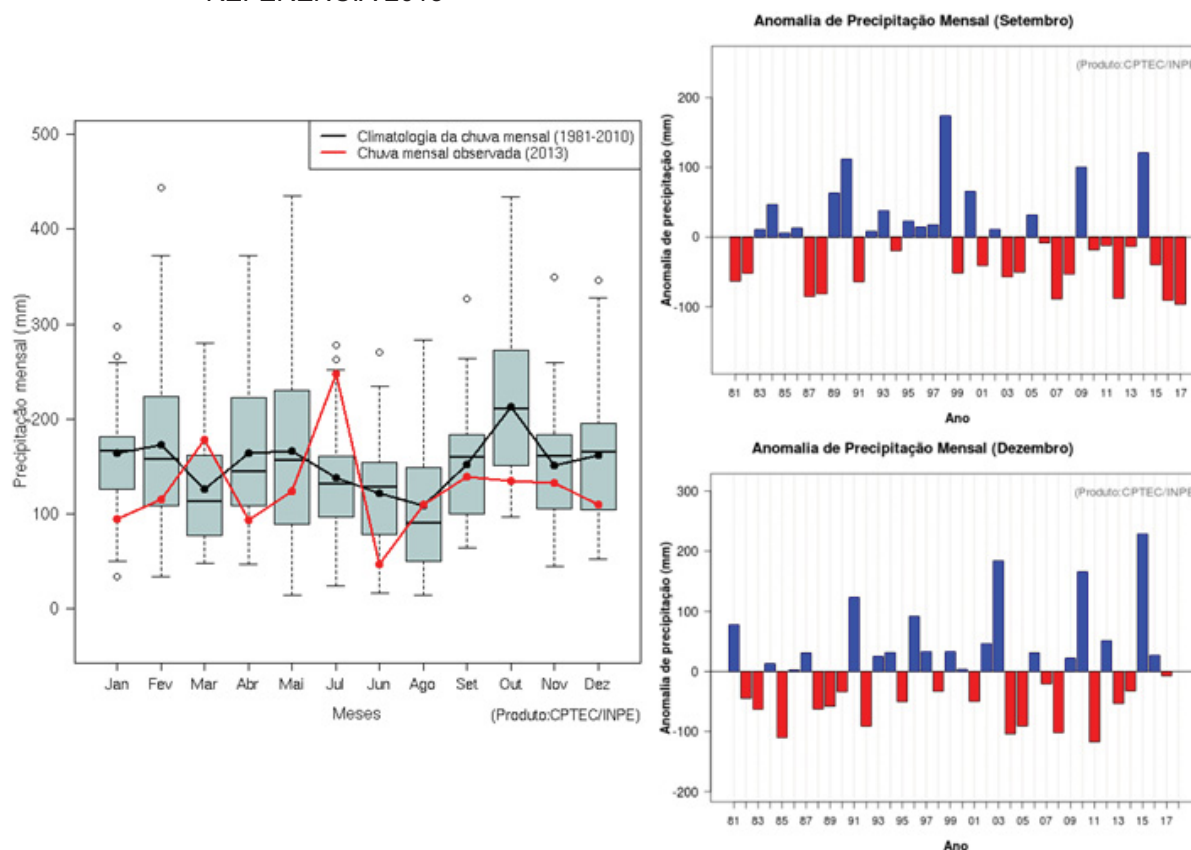 500
400
300
200
100
0
Precipitação mensal (mm)
Climatologia da chuva mensal (1981-2010)
Chuva mensal observada (2013)
Jan Fev Mar Abr Mai Jul Jun Ago Set Out Nov Dez
Meses
(Produto:CPTEC/INPE)
Anomalia de Precipitação Mensal (Setembro)
(Produto:CPTEC/INPE
200
100
0
-100
Anomalia de precipitação (mm)
81 83 85 87 89 91 93 95 97 99 01 03 05 07 09 11 13 15 17
Ano
Anomalia de Precipitação Mensal (Dezembro)
(Produto:CPTEC/INPE
300
200
100
0
-100
-200
Anomalia de precipitação (mm)
81 83 85 87 89 91 93 95 97 99 01 03 05 07 09 11 13 15 17
Ano